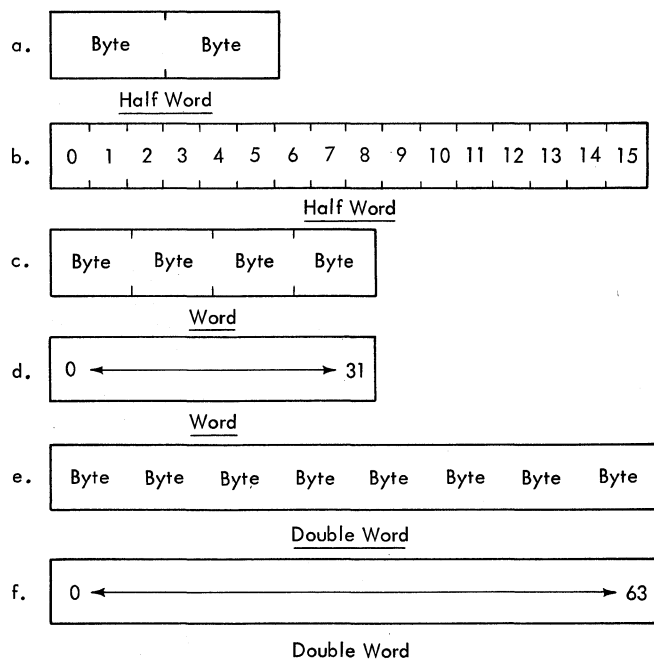 a. Byte Byte
Half Word
b. 0 1 2 3 4 5 6 7 8 9 10 11 12 13 14 15
Half Word
c. Byte Byte Byte Byte
Word
d. 0 31
Word
e. Byte Byte Byte Byte Byte Byte Byte Byte
Double Word
f. 0 63
Double Word